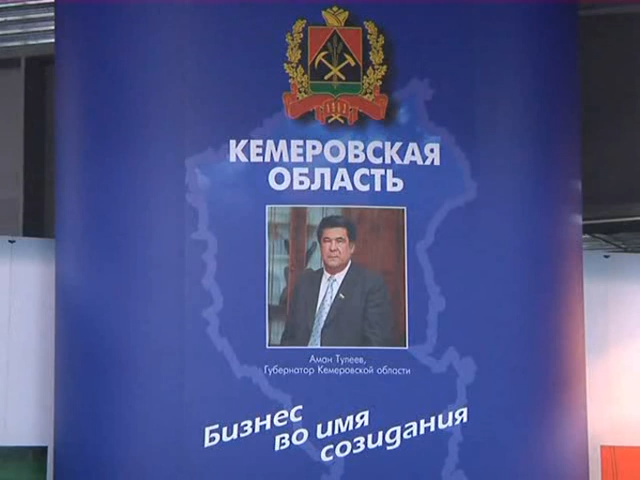 КЕМЕРОВСКАЯ
ОБЛАСТЬ
Аман Тулеев,
Губернатор Кемеровской области
Бизнес
во имя
созидания